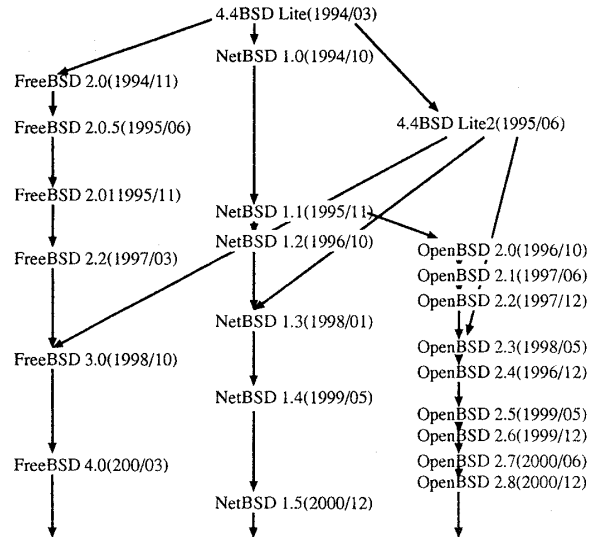 4.4BSD Lite(1994/03)
NetBSD 1.0(1994/10)
FreeBSD 2.0(1994/11)
FreeBSD 2.0.5(1995/06)
4.4BSD Lite2(1995/06)
FreeBSD 2.011995/11)
NetBSD 1.1(1995/11)
NetBSD 1.2(1996/10)
OpenBSD 2.0(1996/10)
FreeBSD 2.2(1997/03)
OpenBSD 2.1(1997/06)
OpenBSD 2.2(1997/12)
NetBSD 1.3(1998/01)
OpenBSD 2.3(1998/05)
FreeBSD 3.0(1998/10)
OpenBSD 2.4(1996/12)
NetBSD 1.4(1999/05)
OpenBSD 2.5(1999/05)
OpenBSD 2.6(1999/12)
OpenBSD 2.7(2000/06)
FreeBSD 4.0(200/03)
OpenBSD 2.8(2000/12)
NetBSD 1.5(2000/12)